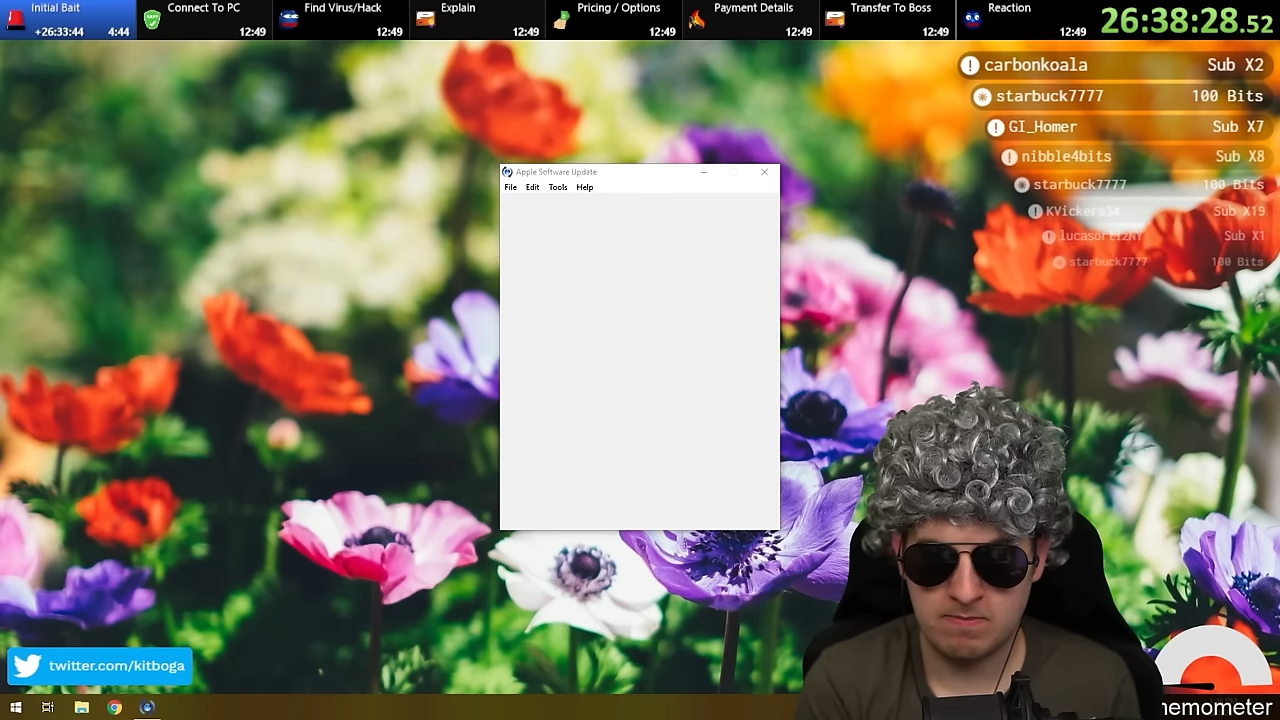 Initial Bait
+26:33:44 4:44
Connect To PC
12:49
Find Virus/Hack
12:49
Explain
12:49
Pricing / Options
12:49
Payment Details
12:49
Transfer To Boss
12:49
Reaction
12:49
26:38:28.52
carbonkoala Sub X2
starbuck7777 100 Bits
GI_Homer Sub X7
nibble4bits Sub X8
starbuck7777 100 Bits
KVickers34 Sub X19
Sub X1
starbuck7777 100 Bits
Apple Software Update
File Edit Tools Help
twitter.com/kitboga
hemometer